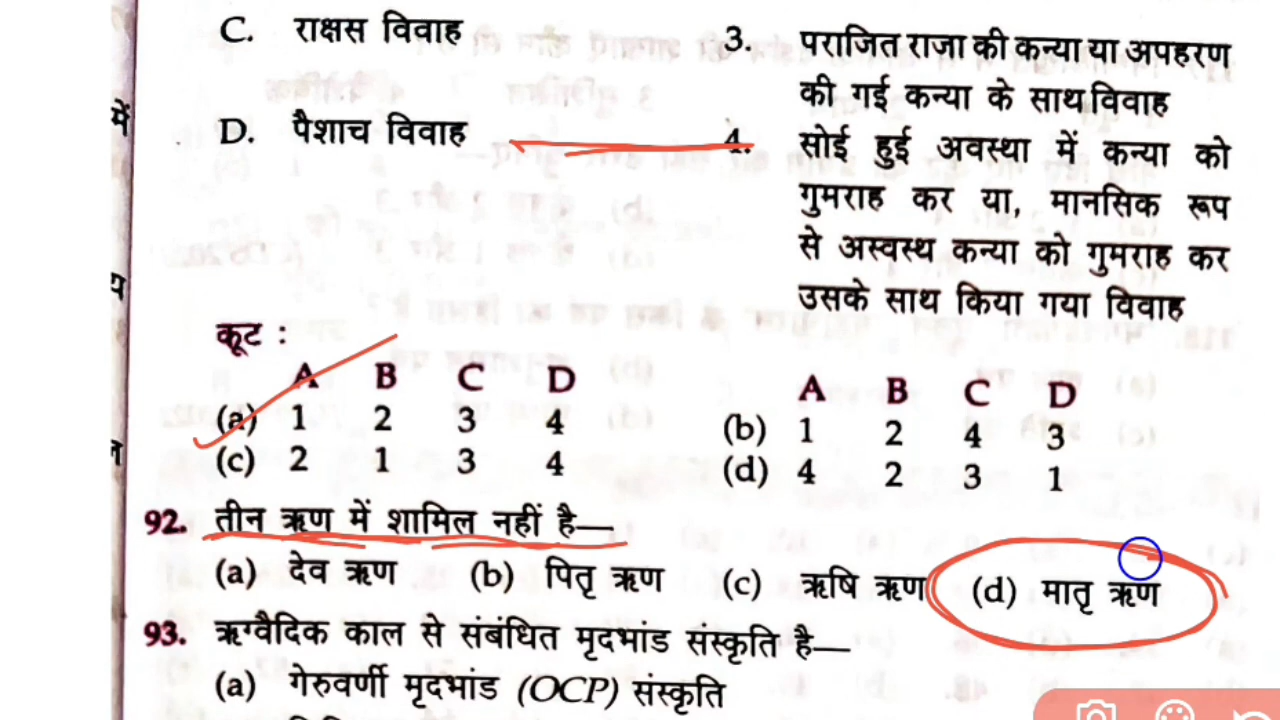 C. राक्षस विवाह
3. पराजित राजा की कन्या या अपहरण
की गई कन्या के साथ विवाह
D. पैशाच विवाह
4. सोई हुई अवस्था में कन्या को
गुमराह कर या, मानसिक रूप
से अस्वस्थ कन्या को गुमराह कर
उसके साथ किया गया विवाह
कूट :
A B C D
(a) 1 2 3 4
(c) 2 1 3 4
A B C D
(b) 1 2 4 3
(d) 4 2 3 1
92. तीन ऋण में शामिल नहीं है—
(a) देव ऋण (b) पितृ ऋण (c) ऋषि ऋण (d) मातृ ऋण
93. ऋग्वैदिक काल से संबंधित मृदभांड संस्कृति है—
(a) गेरुवर्णी मृदभांड (OCP) संस्कृति